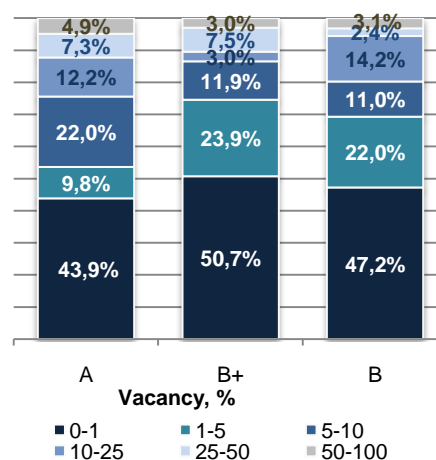 4,9% 3,0% 3,1%
7,3% 7,5% 2,4%
12,2% 3,0% 14,2%
22,0% 11,9% 11,0%
9,8% 23,9% 22,0%
43,9% 50,7% 47,2%
A B+ B
Vacancy, %
0-1 1-5 5-10
10-25 25-50 50-100